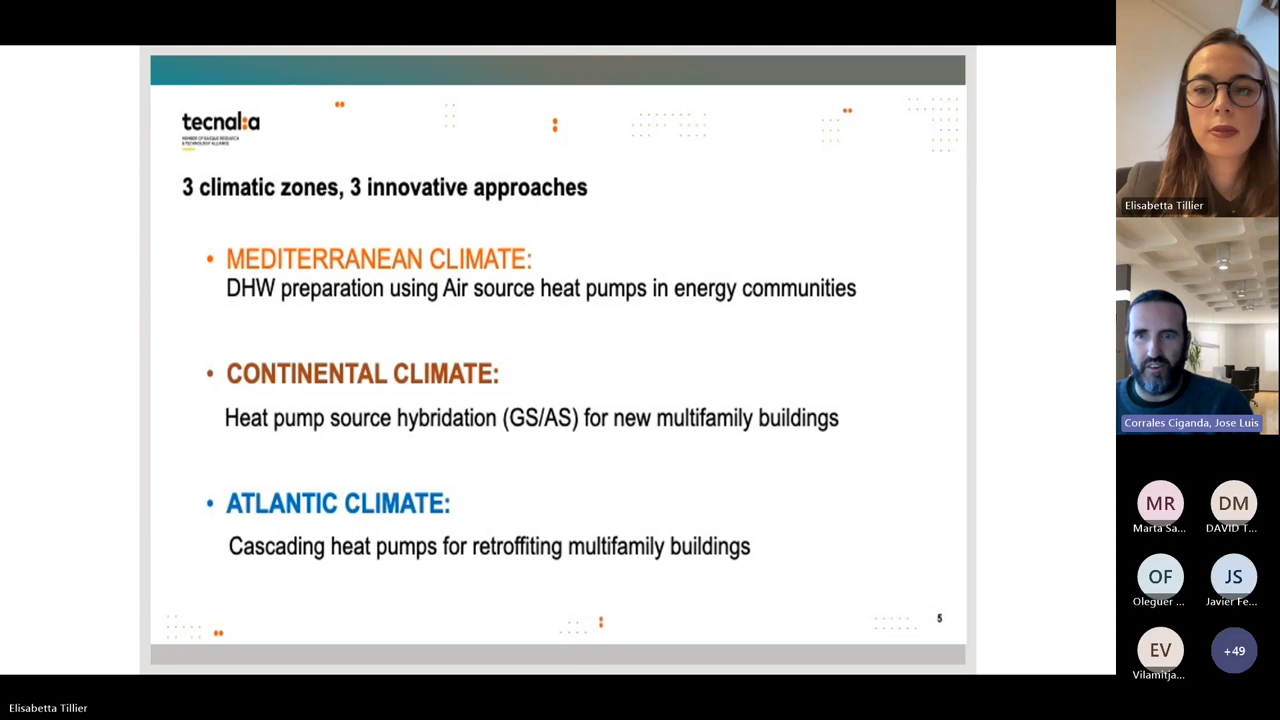 tecnal:a
MEMBER OF BASQUE RESEARCH
& TECHNOLOGY ALLIANCE
3 climatic zones, 3 innovative approaches
• MEDITERRANEAN CLIMATE:
DHW preparation using Air source heat pumps in energy communities
• CONTINENTAL CLIMATE:
Heat pump source hybridation (GS/AS) for new multifamily buildings
• ATLANTIC CLIMATE:
Cascading heat pumps for retroffiting multifamily buildings
5
Elisabetta Tillier
Corrales Ciganda, Jose Luis
MR
Marta Sa...
DM
DAVID T...
OF
Oleguer ...
JS
Javier Fe...
EV
Vilamitja...
+49
Elisabetta Tillier